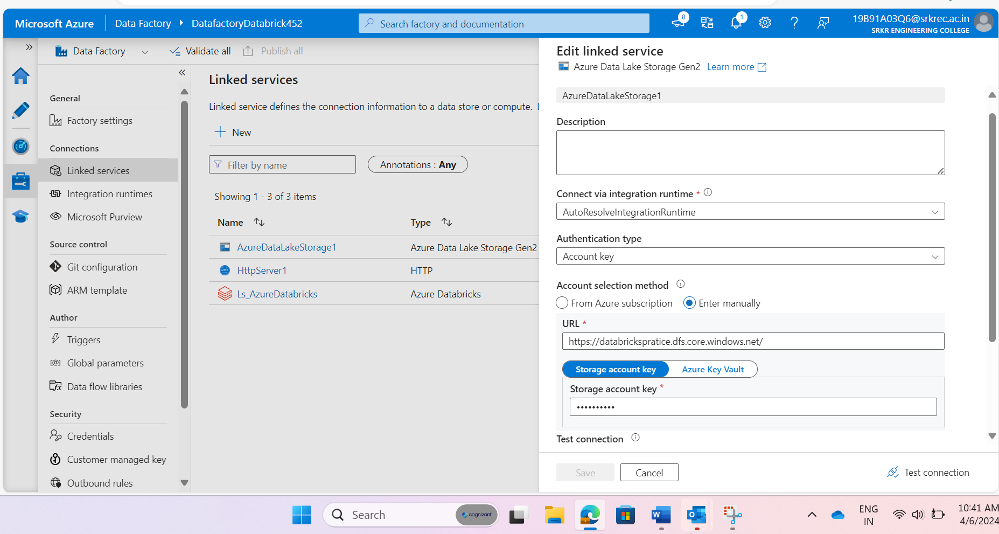 Microsoft Azure
Data Factory
DatafactoryDatabrick452
Search factory and documentation
8
1
19B91A03Q6@srkrec.ac.in
SRKR ENGINEERING COLLEGE
Data Factory
Validate all
Publish all
General
Factory settings
Connections
Linked services
Integration runtimes
Microsoft Purview
Source control
Git configuration
ARM template
Author
Triggers
Global parameters
Data flow libraries
Security
Credentials
Customer managed key
Outbound rules
Linked services
Linked service defines the connection information to a data store or compute.
New
Filter by name
Annotations : Any
Showing 1 - 3 of 3 items
Name Type
AzureDataLakeStorage1 Azure Data Lake Storage Gen2
HttpServer1 HTTP
Ls_AzureDatabricks Azure Databricks
Edit linked service
Azure Data Lake Storage Gen2 Learn more
AzureDataLakeStorage1
Description
Connect via integration runtime *
AutoResolveIntegrationRuntime
Authentication type
Account key
Account selection method
From Azure subscription Enter manually
URL *
https://databrickspratice.dfs.core.windows.net/
Storage account key Azure Key Vault
Storage account key *
••••••••••
Test connection
Save Cancel Test connection
Search
cognizant
ENG
IN
10:41 AM
4/6/2024